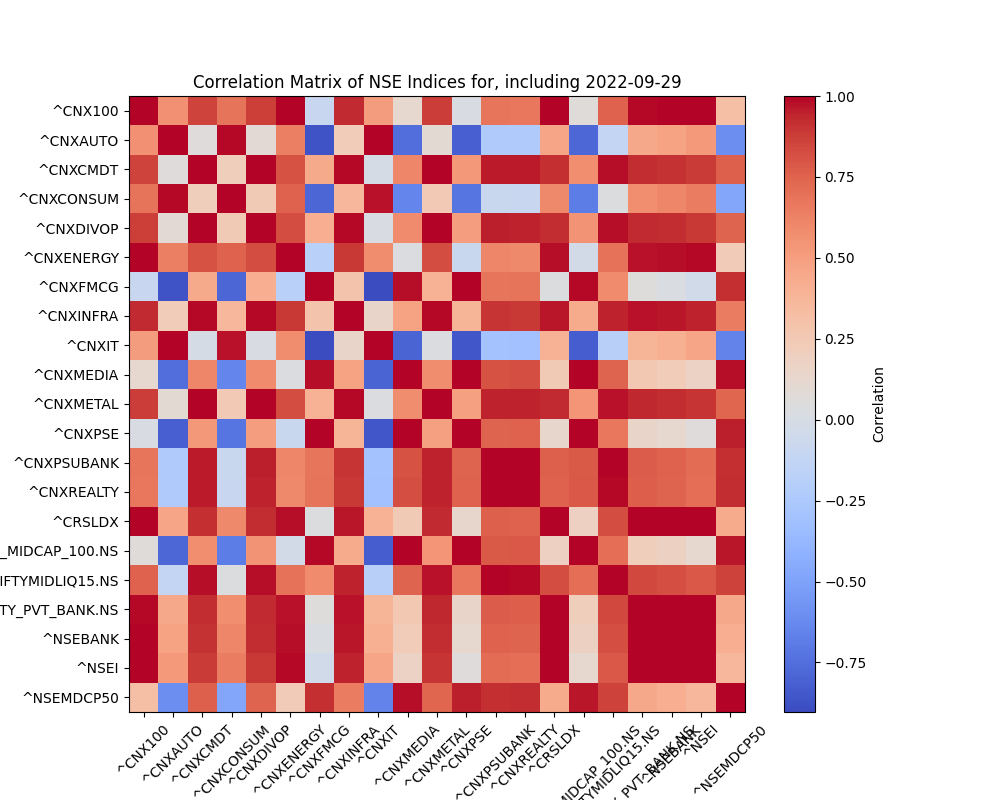 Correlation Matrix of NSE Indices for, including 2022-09-29
^CNX100
^CNXAUTO
^CNXCMDT
^CNXCONSUM
^CNXDIVOP
^CNXENERGY
^CNXFMCG
^CNXINFRA
^CNXIT
^CNXMEDIA
^CNXMETAL
^CNXPSE
^CNXPSUBANK
^CNXREALTY
^CRSLDX
_MIDCAP_100.NS
IFTYMIDLIQ15.NS
TY_PVT_BANK.NS
^NSEBANK
^NSEI
^NSEMDCP50
^CNX100
^CNXAUTO
^CNXCMDT
^CNXCONSUM
^CNXDIVOP
^CNXENERGY
^CNXFMCG
^CNXINFRA
^CNXIT
^CNXMEDIA
^CNXMETAL
^CNXPSE
^CNXPSUBANK
^CNXREALTY
^CRSLDX
MIDCAP_100.NS
TYMIDLIQ15.NS
PVT_BANK.NS
^NSEBANK
^NSEI
^NSEMDCP50
1.00
0.75
0.50
0.25
0.00
−0.25
−0.50
−0.75
Correlation